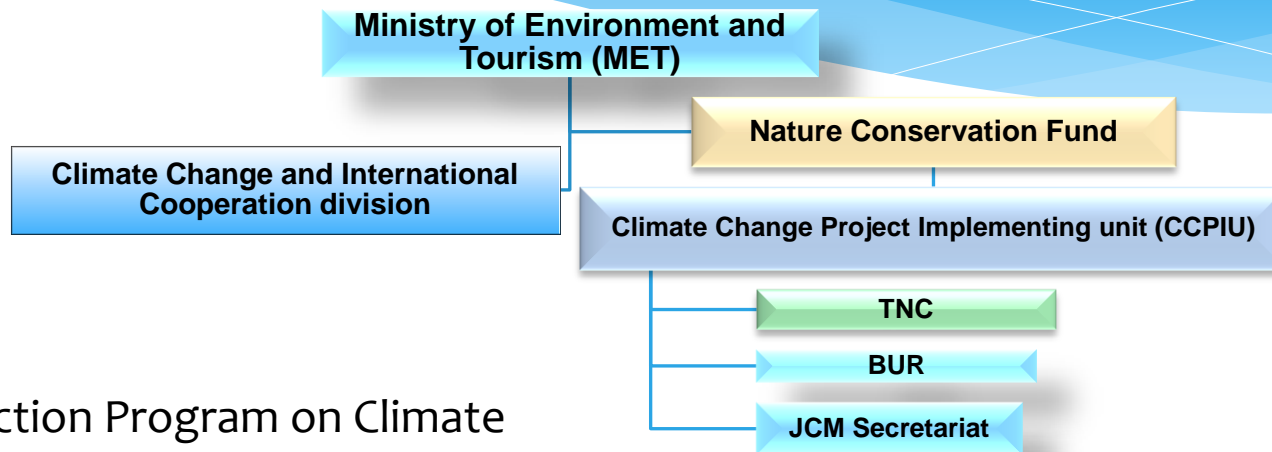 Ministry of Environment and
Tourism (MET)
Nature Conservation Fund
Climate Change and International
Cooperation division
Climate Change Project Implementing unit (CCPIU)
TNC
BUR
JCM Secretariat
Program on Climate